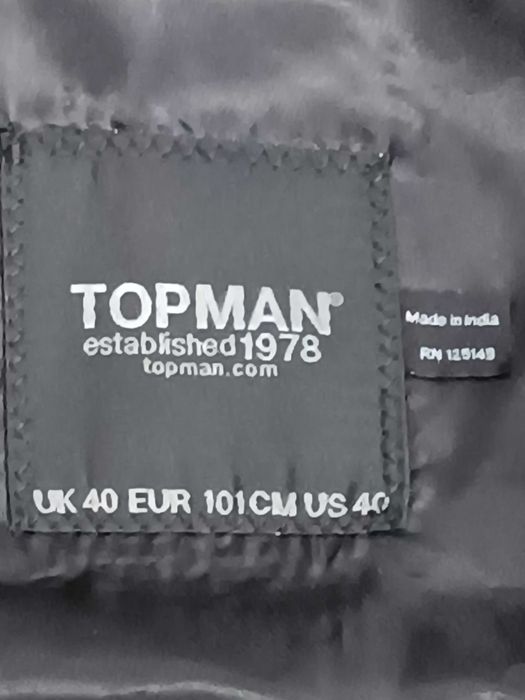 TOPMAN®
established 1978
topman.com
UK 40 EUR 101CM US 40
Made in India
RN 125149